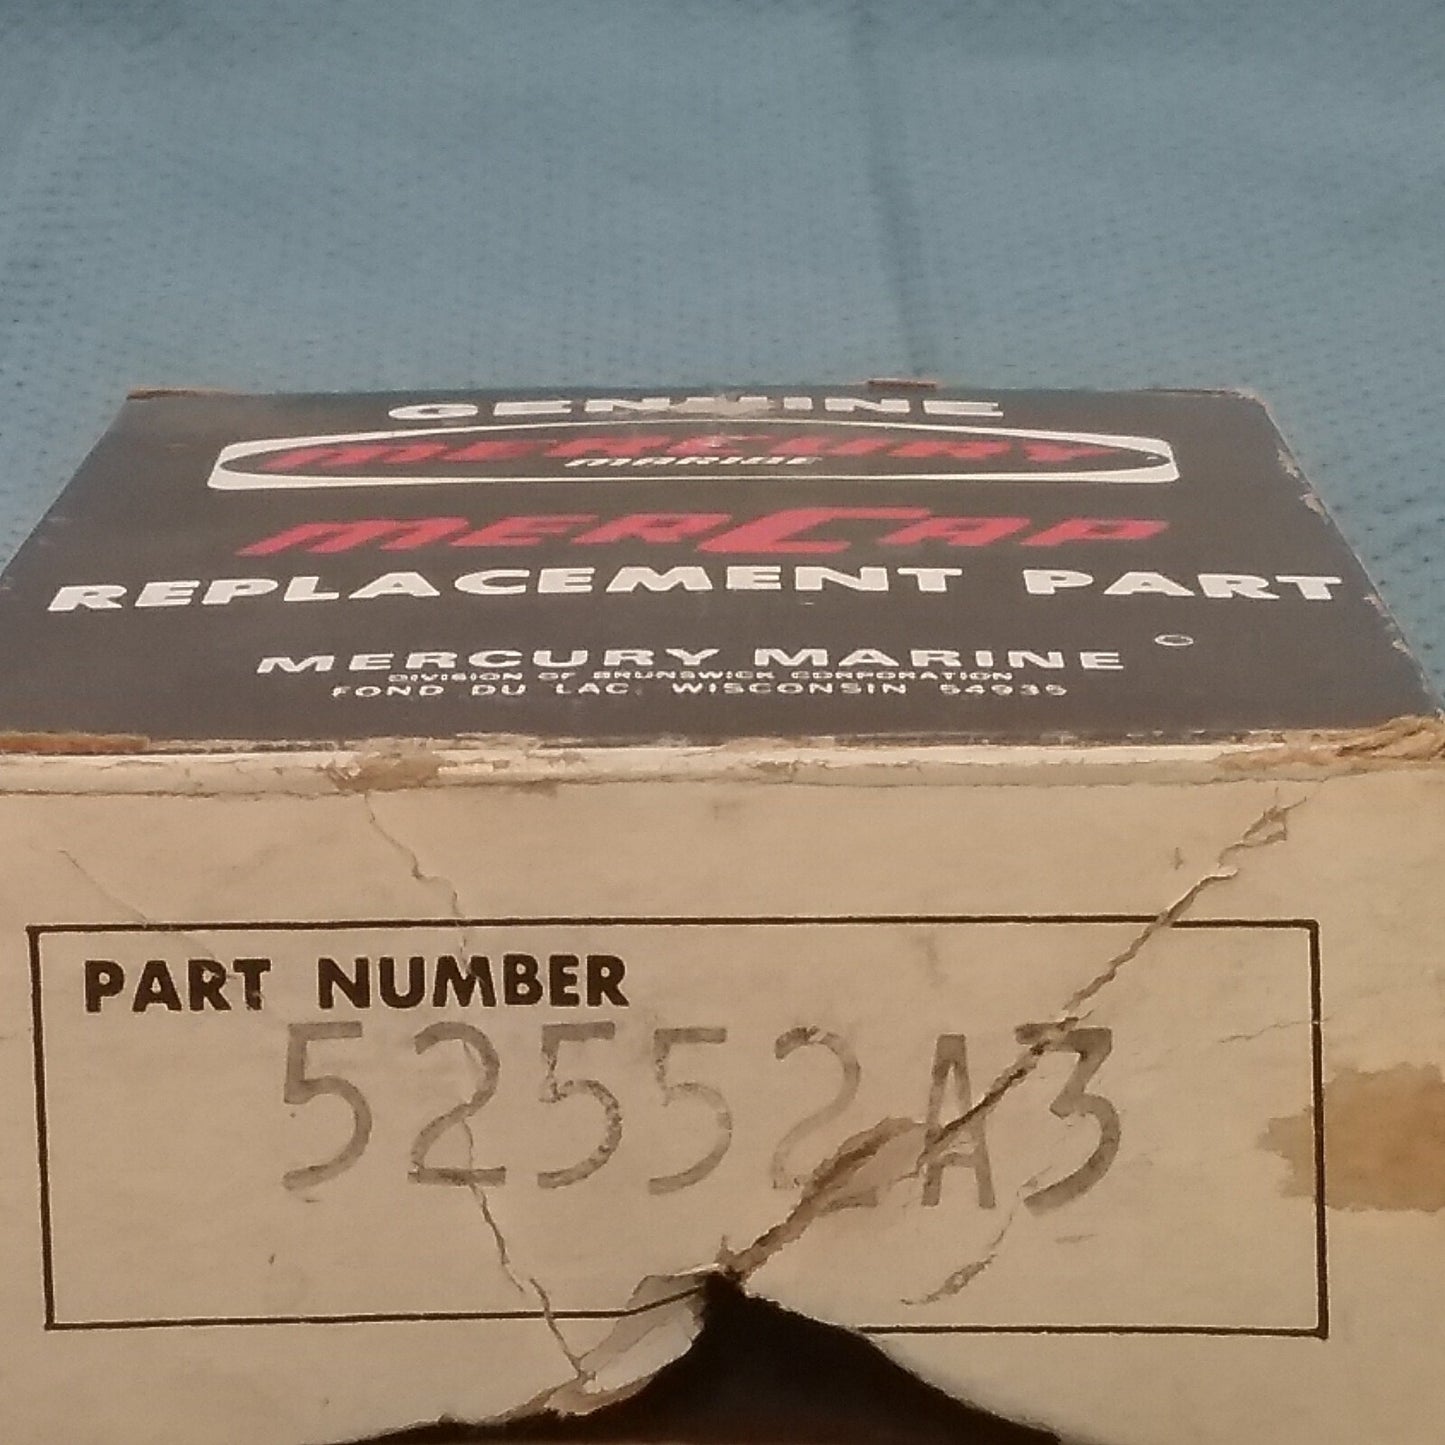 GENUINE
MERCURY
MARINE
MERCAP
REPLACEMENT PART
©
MERCURY MARINE
DIVISION OF BRUNSWICK CORPORATION
FOND DU LAC, WISCONSIN 54935
PART NUMBER
52552A3